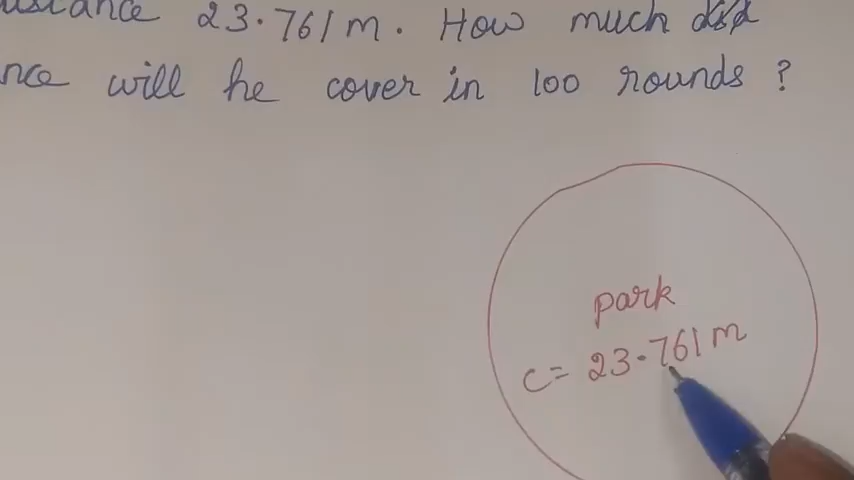 23.761 m. How much
will he cover in 100 rounds ?
park
C = 23.761 m